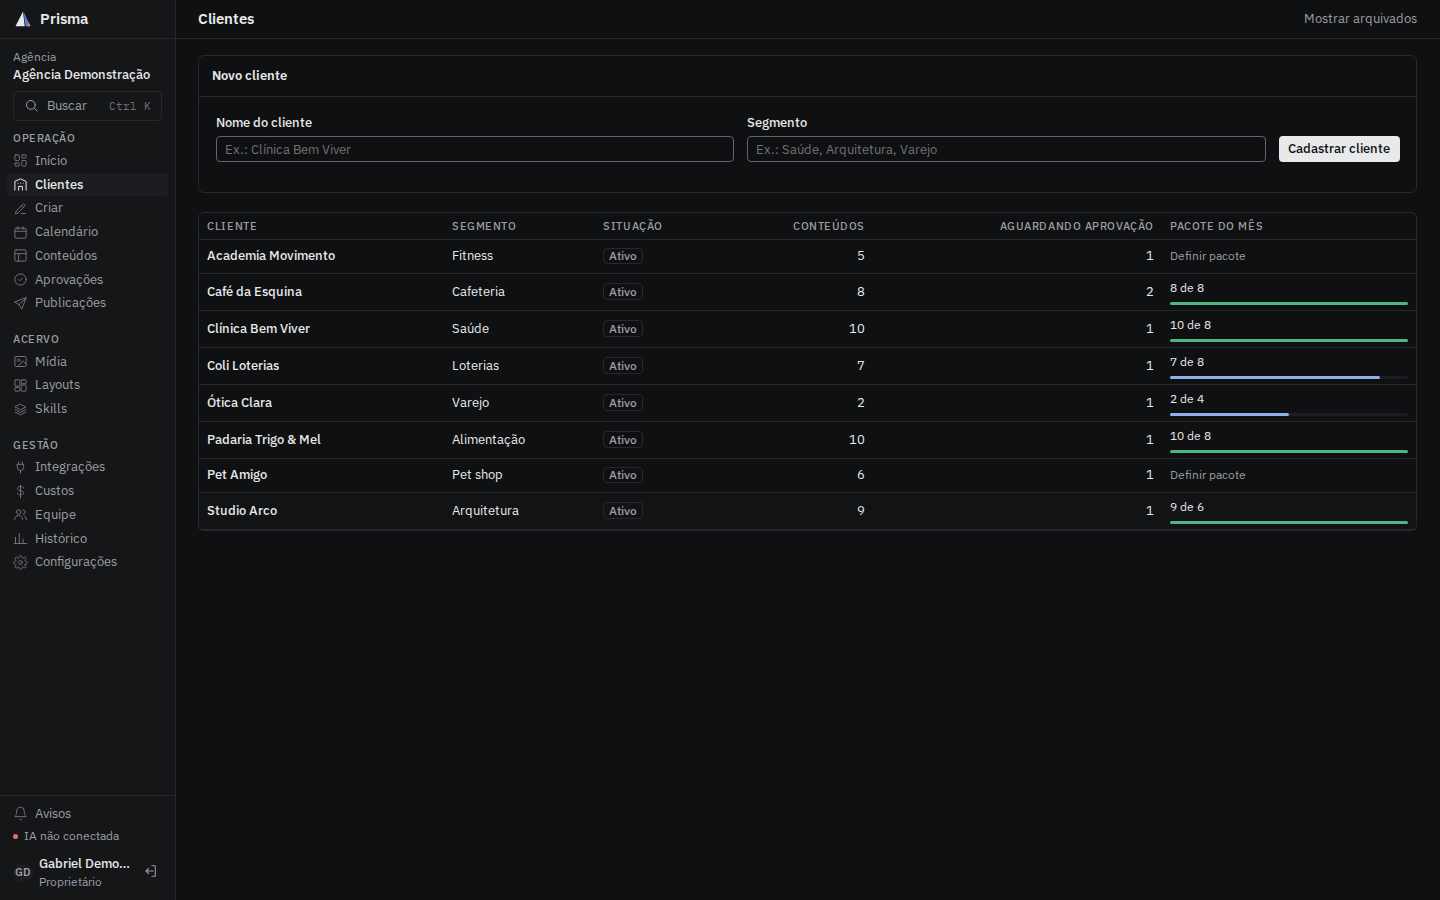 Prisma
Clientes
Mostrar arquivados
Agência
Agência Demonstração
Buscar Ctrl K
OPERAÇÃO
Início
Clientes
Criar
Calendário
Conteúdos
Aprovações
Publicações
ACERVO
Mídia
Layouts
Skills
GESTÃO
Integrações
Custos
Equipe
Histórico
Configurações
Avisos
IA não conectada
GD
Gabriel Demo...
Proprietário
Novo cliente
Nome do cliente
Ex.: Clínica Bem Viver
Segmento
Ex.: Saúde, Arquitetura, Varejo
Cadastrar cliente
CLIENTE SEGMENTO SITUAÇÃO CONTEÚDOS AGUARDANDO APROVAÇÃO PACOTE DO MÊS
Academia Movimento Fitness Ativo 5 1 Definir pacote
Café da Esquina Cafeteria Ativo 8 2 8 de 8
Clínica Bem Viver Saúde Ativo 10 1 10 de 8
Coli Loterias Loterias Ativo 7 1 7 de 8
Ótica Clara Varejo Ativo 2 1 2 de 4
Padaria Trigo & Mel Alimentação Ativo 10 1 10 de 8
Pet Amigo Pet shop Ativo 6 1 Definir pacote
Studio Arco Arquitetura Ativo 9 1 9 de 6